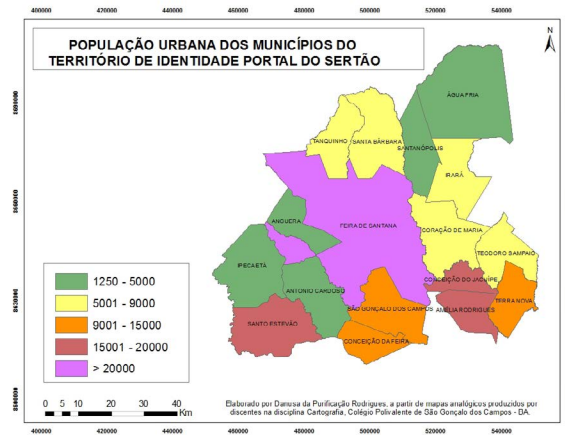 400000 420000 440000 460000 480000 500000 520000 540000
POPULAÇÃO URBANA DOS MUNICÍPIOS DO
TERRITÓRIO DE IDENTIDADE PORTAL DO SERTÃO
N
ÁGUA FRIA
TANQUINHO
SANTA BÁRBARA
SANTANÓPOLIS
IRARÁ
ANGUERA
FEIRA DE SANTANA
CORAÇÃO DE MARIA
TEODORO SAMPAIO
IPECAETÁ
CONCEIÇÃO DO JACUÍPE
ANTONIO CARDOSO
TERRA NOVA
SÃO GONÇALO DOS CAMPOS
AMÉLIA RODRIGUES
SANTO ESTEVÃO
CONCEIÇÃO DA FEIRA
1250 - 5000
5001 - 9000
9001 - 15000
15001 - 20000
> 20000
0 5 10 20 30 40
Km
Elaborado por Danusa da Purificação Rodrigues, a partir de mapas analógicos produzidos por
discentes na disciplina Cartografia, Colégio Polivalente de São Gonçalo dos Campos - BA.
400000 420000 440000 460000 480000 500000 520000 540000